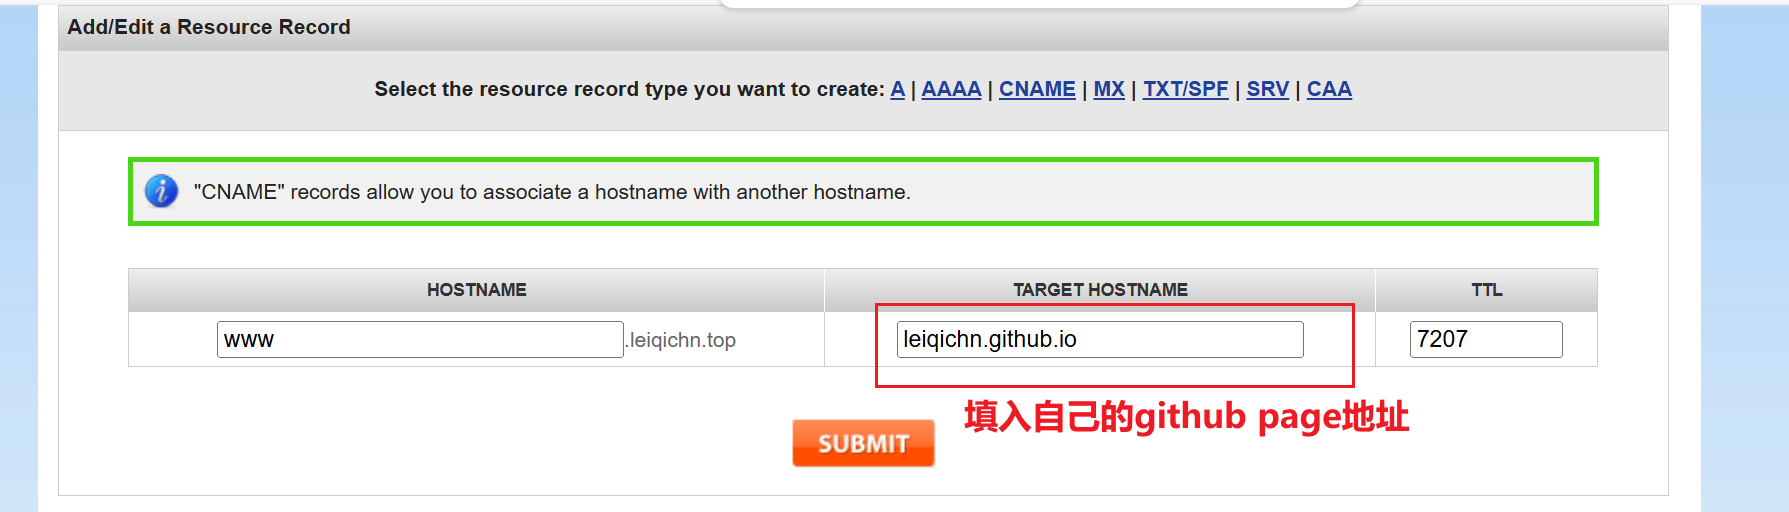 Add/Edit a Resource Record
Select the resource record type you want to create: A | AAAA | CNAME | MX | TXT/SPF | SRV | CAA
"CNAME" records allow you to associate a hostname with another hostname.
HOSTNAME TARGET HOSTNAME TTL
www .leiqichn.top leiqichn.github.io 7207
填入自己的github page地址
SUBMIT